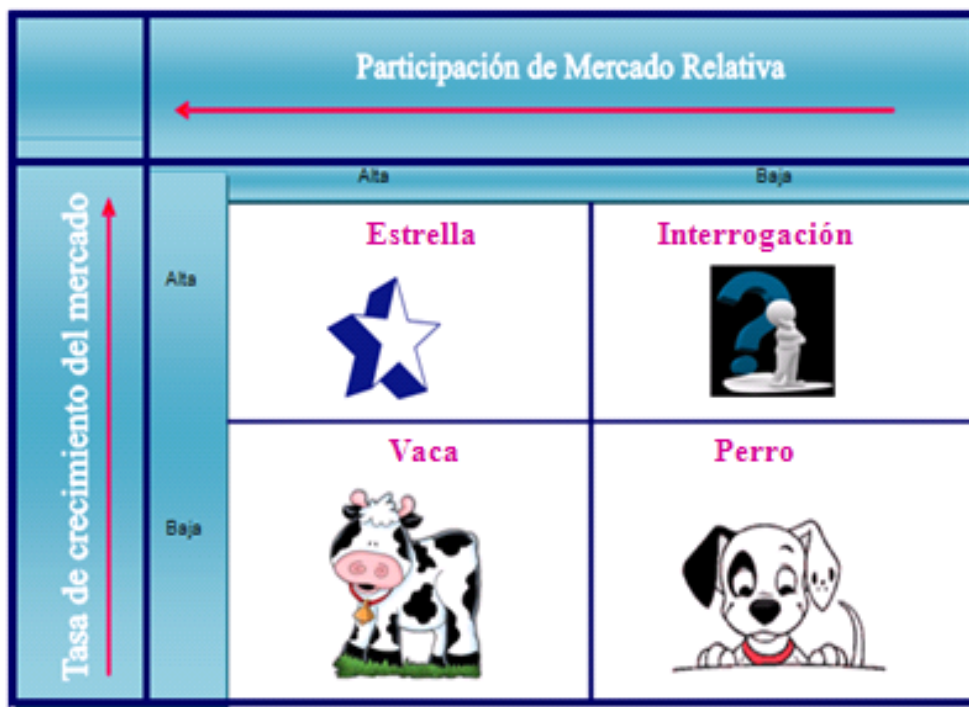 Participación de Mercado Relativa
Alta
Baja
Tasa de crecimiento del mercado
Alta
Estrella
Interrogación
Baja
Vaca
Perro